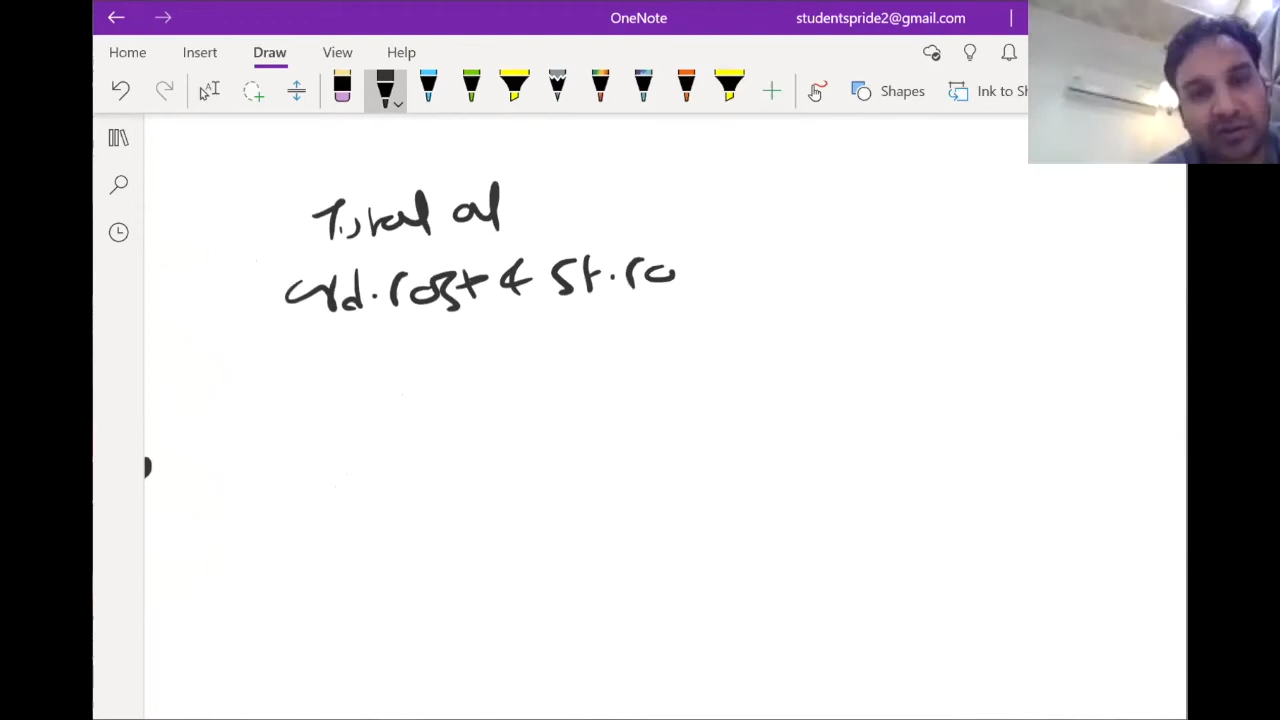 OneNote studentspride2@gmail.com
Home Insert Draw View Help
Shapes Ink to Sh
Total of
ord. cost & st. co